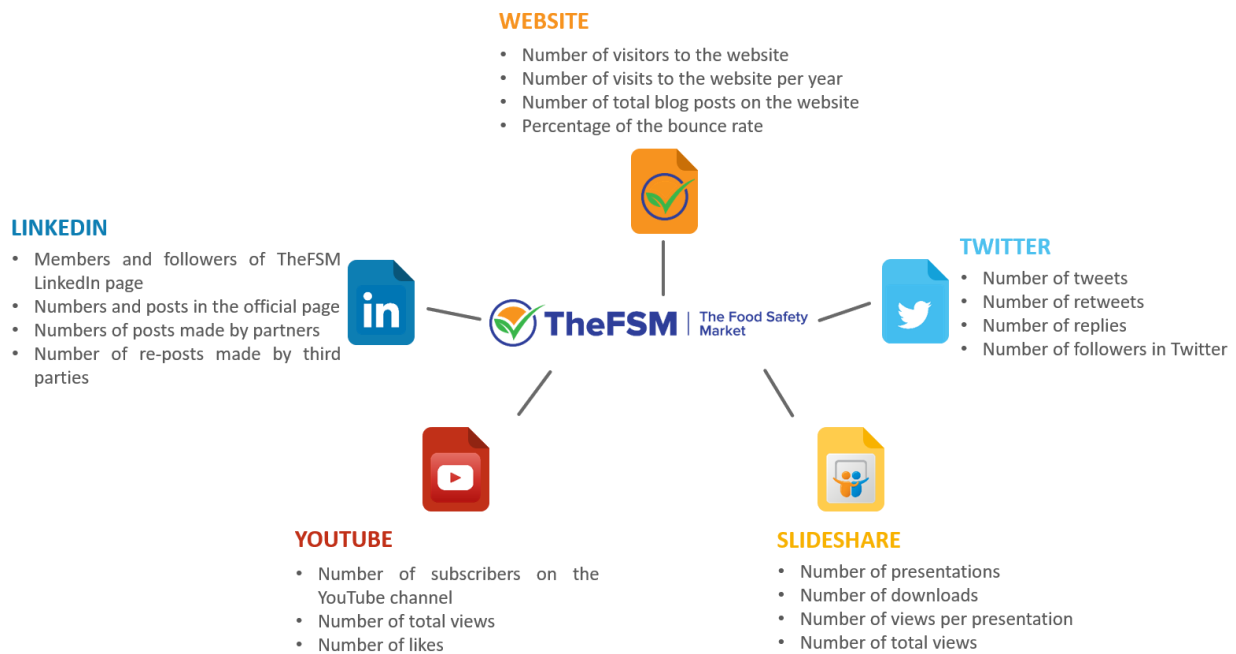 WEBSITE
• Number of visitors to the website
• Number of visits to the website per year
• Number of total blog posts on the website
• Percentage of the bounce rate
LINKEDIN
• Members and followers of TheFSM
LinkedIn page
• Numbers and posts in the official page
• Numbers of posts made by partners
• Number of re-posts made by third
parties
in
TheFSM | The Food Safety
Market
TWITTER
• Number of tweets
• Number of retweets
• Number of replies
• Number of followers in Twitter
YOUTUBE
• Number of subscribers on the
YouTube channel
• Number of total views
• Number of likes
SLIDESHARE
• Number of presentations
• Number of downloads
• Number of views per presentation
• Number of total views